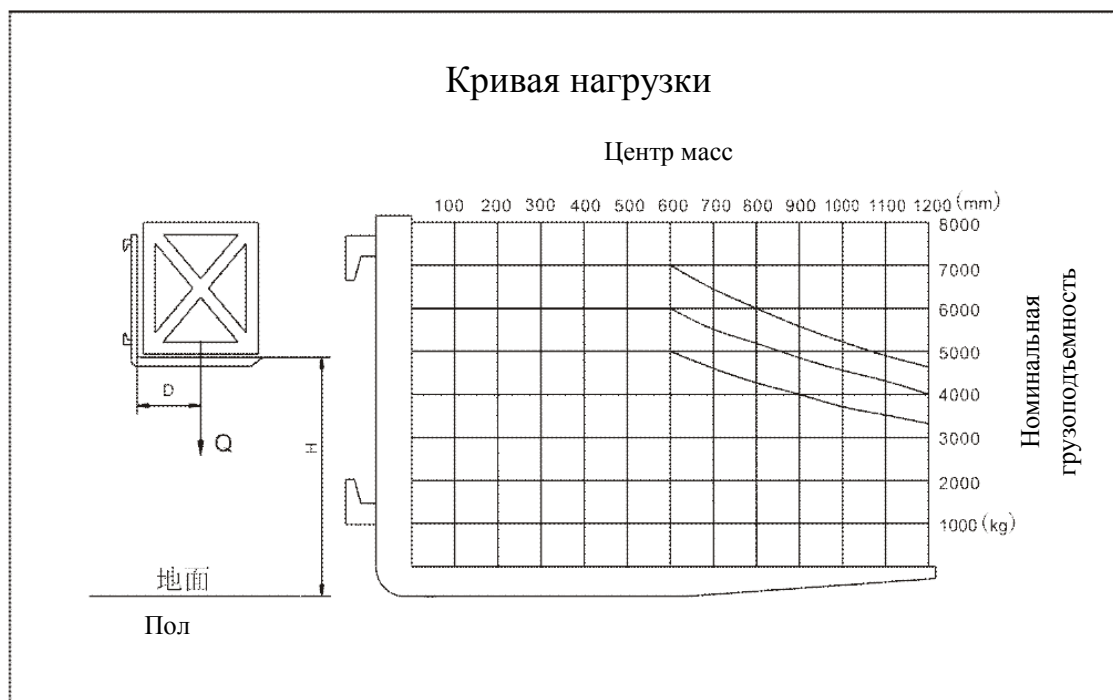 Кривая нагрузки
Центр масс
100 200 300 400 500 600 700 800 900 1000 1100 1200 (mm)
8000
7000
6000
5000
4000
3000
2000
1000 (kg)
Номинальная
грузоподъемность
D
Q
H
地面
Пол